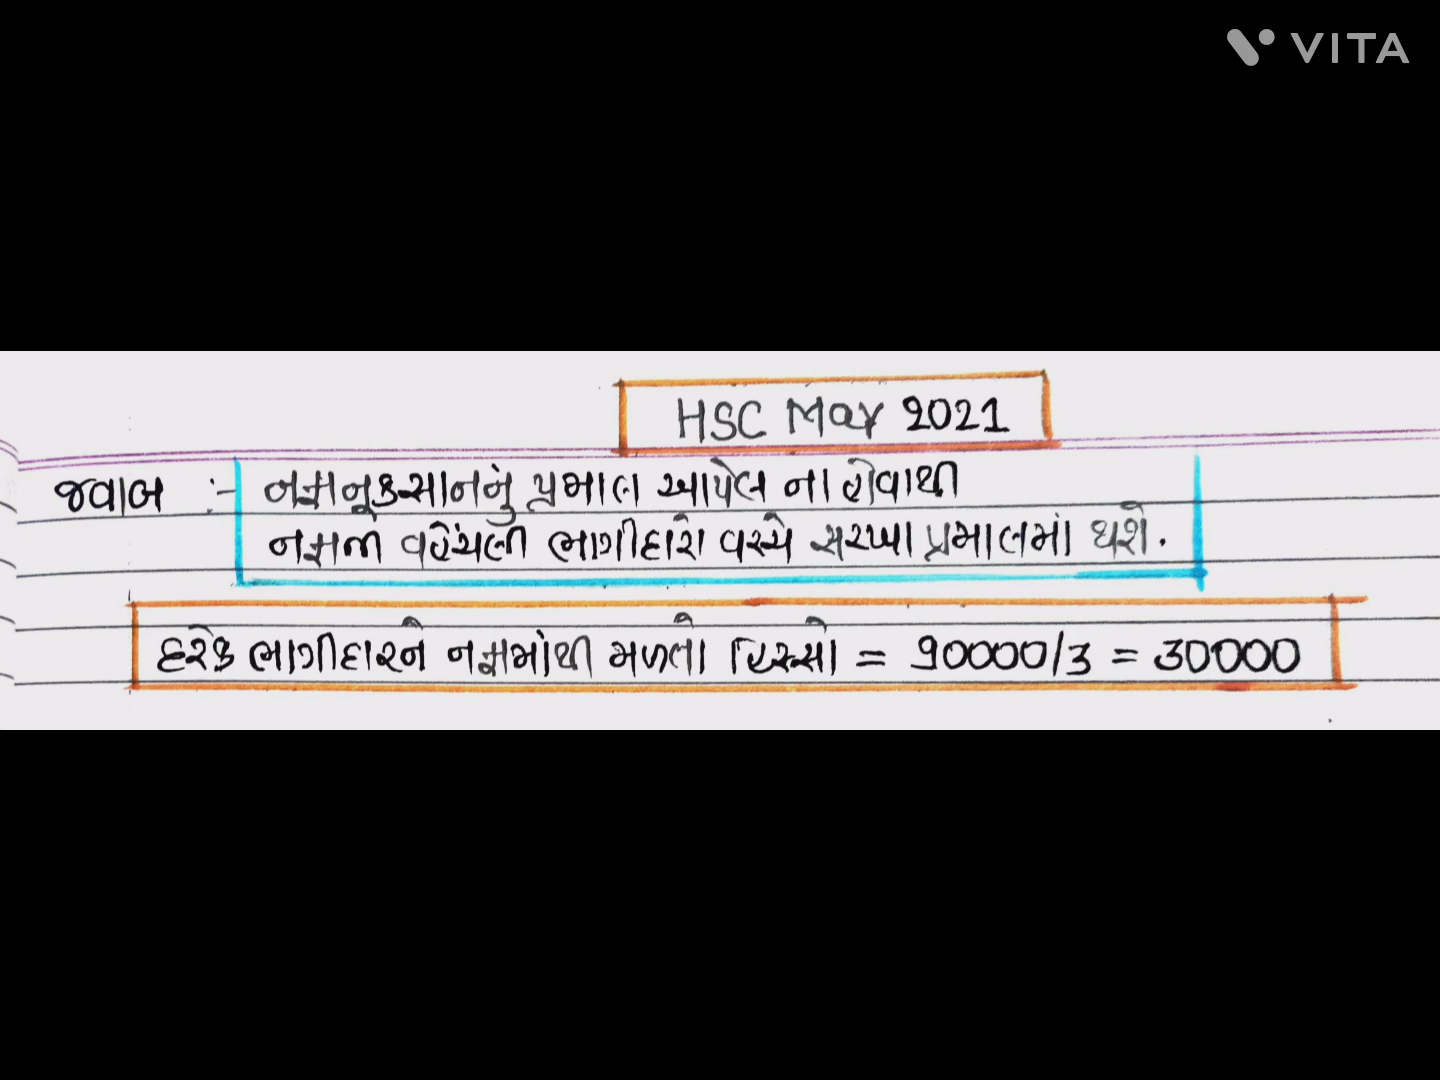 VITA
HSC May 2021
જવાબ :- નફાનુકસાનનું પ્રમાણ આપેલ ના હોવાથી
નફાની વહેંચણી ભાગીદારો વચ્ચે સરખા પ્રમાણમાં થશે.
દરેક ભાગીદારને નફામાંથી મળતો હિસ્સો = 90000/3 = 30000